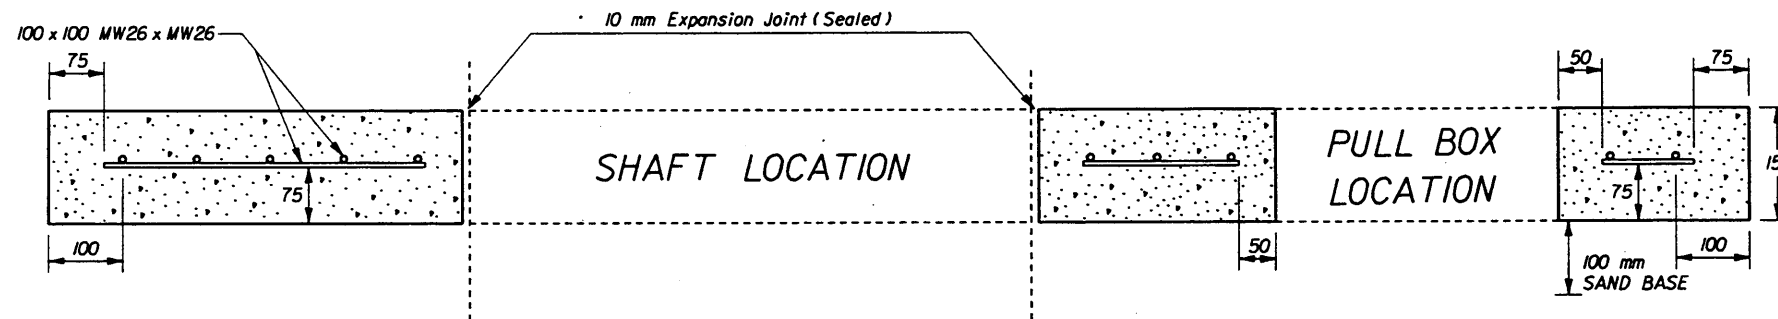 10 mm Expansion Joint (Sealed)
100 x 100 MW26 x MW26
75
50
75
SHAFT LOCATION
PULL BOX
LOCATION
75
75
100
50
100
100 mm
SAND BASE